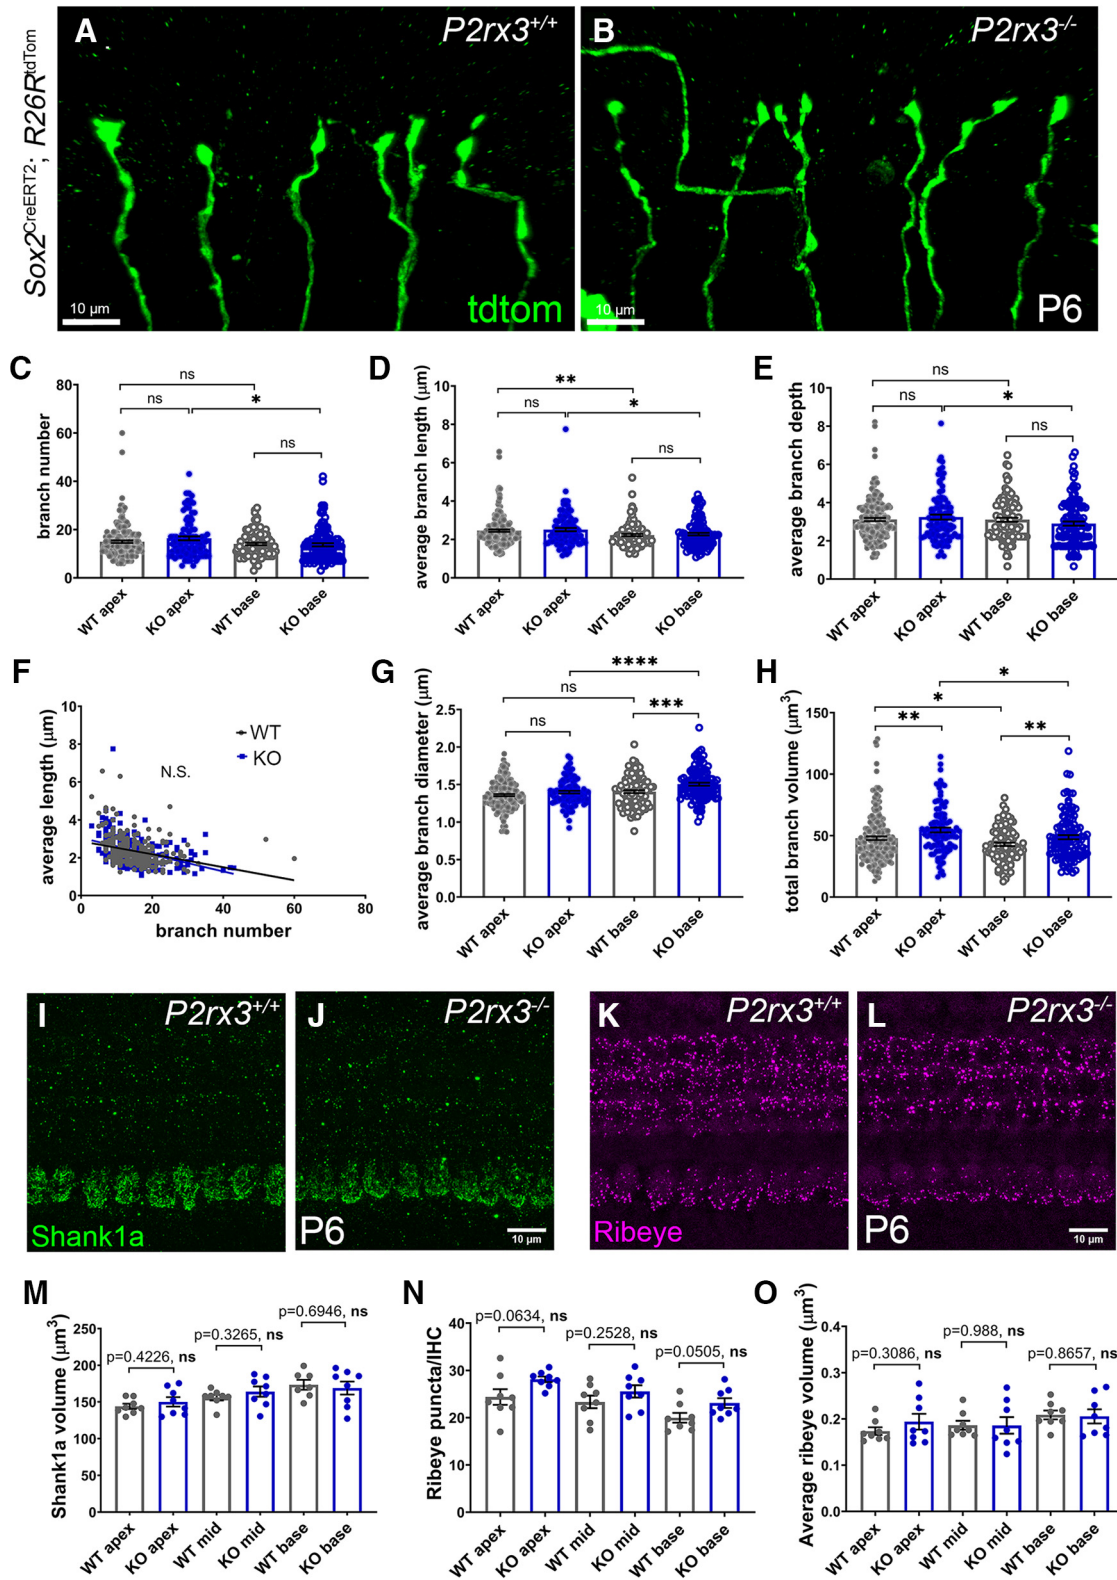 Sox2CreERT2; R26RtdTom
A
P2rx3+/+
10 µm
tdtom
B
P2rx3-/-
10 µm
P6
C
branch number
80
60
40
20
0
ns
ns
*
ns
WT apex
KO apex
WT base
KO base
D
average branch length (µm)
10
8
6
4
2
0
**
ns
*
ns
WT apex
KO apex
WT base
KO base
E
average branch depth
10
8
6
4
2
0
ns
ns
*
ns
WT apex
KO apex
WT base
KO base
F
average length (µm)
10
8
6
4
2
0
WT
KO
N.S.
0 20 40 60 80
branch number
G
average branch diameter (µm)
2.5
2.0
1.5
1.0
0.5
0.0
****
ns
***
ns
WT apex
KO apex
WT base
KO base
H
total branch volume (µm3)
150
100
50
0
*
*
**
**
WT apex
KO apex
WT base
KO base
I
P2rx3+/+
Shank1a
J
P2rx3-/-
P6
10 µm
K
P2rx3+/+
Ribeye
L
P2rx3-/-
P6
10 µm
M
Shank1a volume (µm3)
250
200
150
100
50
0
p=0.4226, ns
p=0.3265, ns
p=0.6946, ns
WT apex
KO apex
WT mid
KO mid
WT base
KO base
N
Ribeye puncta/IHC
40
30
20
10
0
p=0.0634, ns
p=0.2528, ns
p=0.0505, ns
WT apex
KO apex
WT mid
KO mid
WT base
KO base
O
Average ribeye volume (µm3)
0.4
0.3
0.2
0.1
0.0
p=0.3086, ns
p=0.988, ns
p=0.8657, ns
WT apex
KO apex
WT mid
KO mid
WT base
KO base